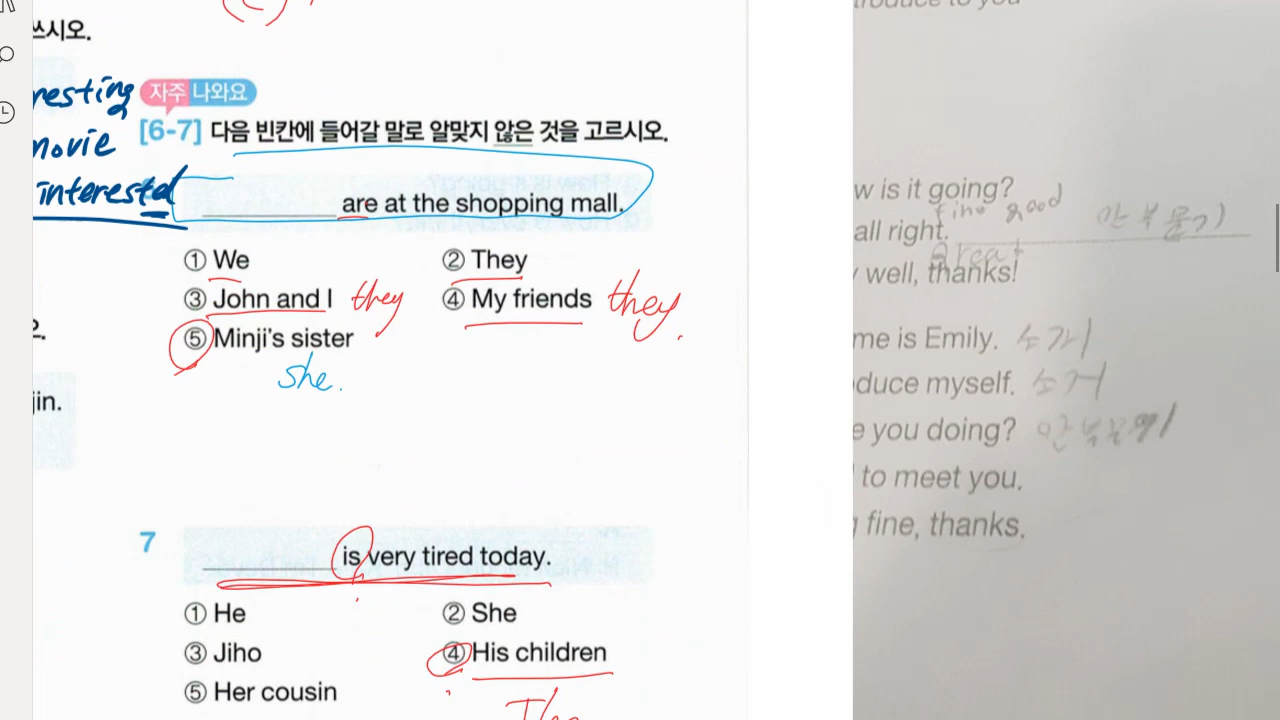 쓰시오.
resting
movie
interested
자주 나와요
[6-7] 다음 빈칸에 들어갈 말로 알맞지 않은 것을 고르시오.
____________ are at the shopping mall.
① We ② They
③ John and I they ④ My friends they.
⑤ Minji's sister
she.
jin.
7 ____________ is very tired today.
① He ② She
③ Jiho ④ His children
⑤ Her cousin
w is it going?
fine good
all right. 안부묻기
great
well, thanks!
me is Emily. 소개
duce myself. 소개
e you doing? 안부묻기
to meet you.
fine, thanks.